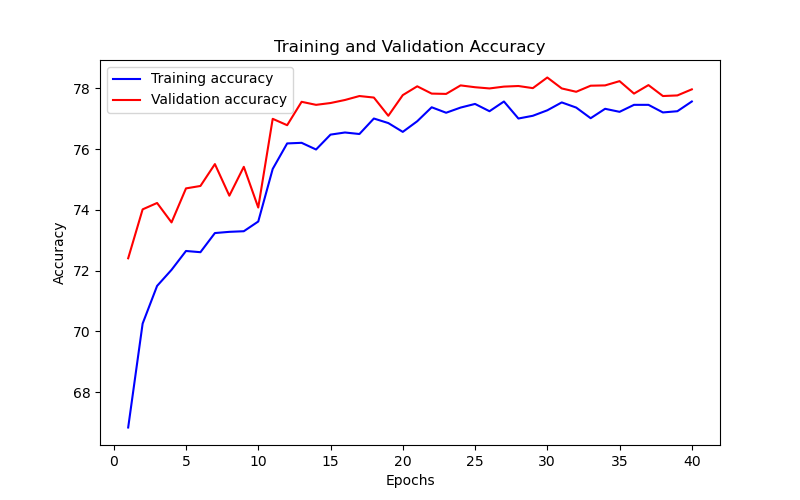 Training and Validation Accuracy
Training accuracy
Validation accuracy
78
76
74
72
70
68
Accuracy
0 5 10 15 20 25 30 35 40
Epochs